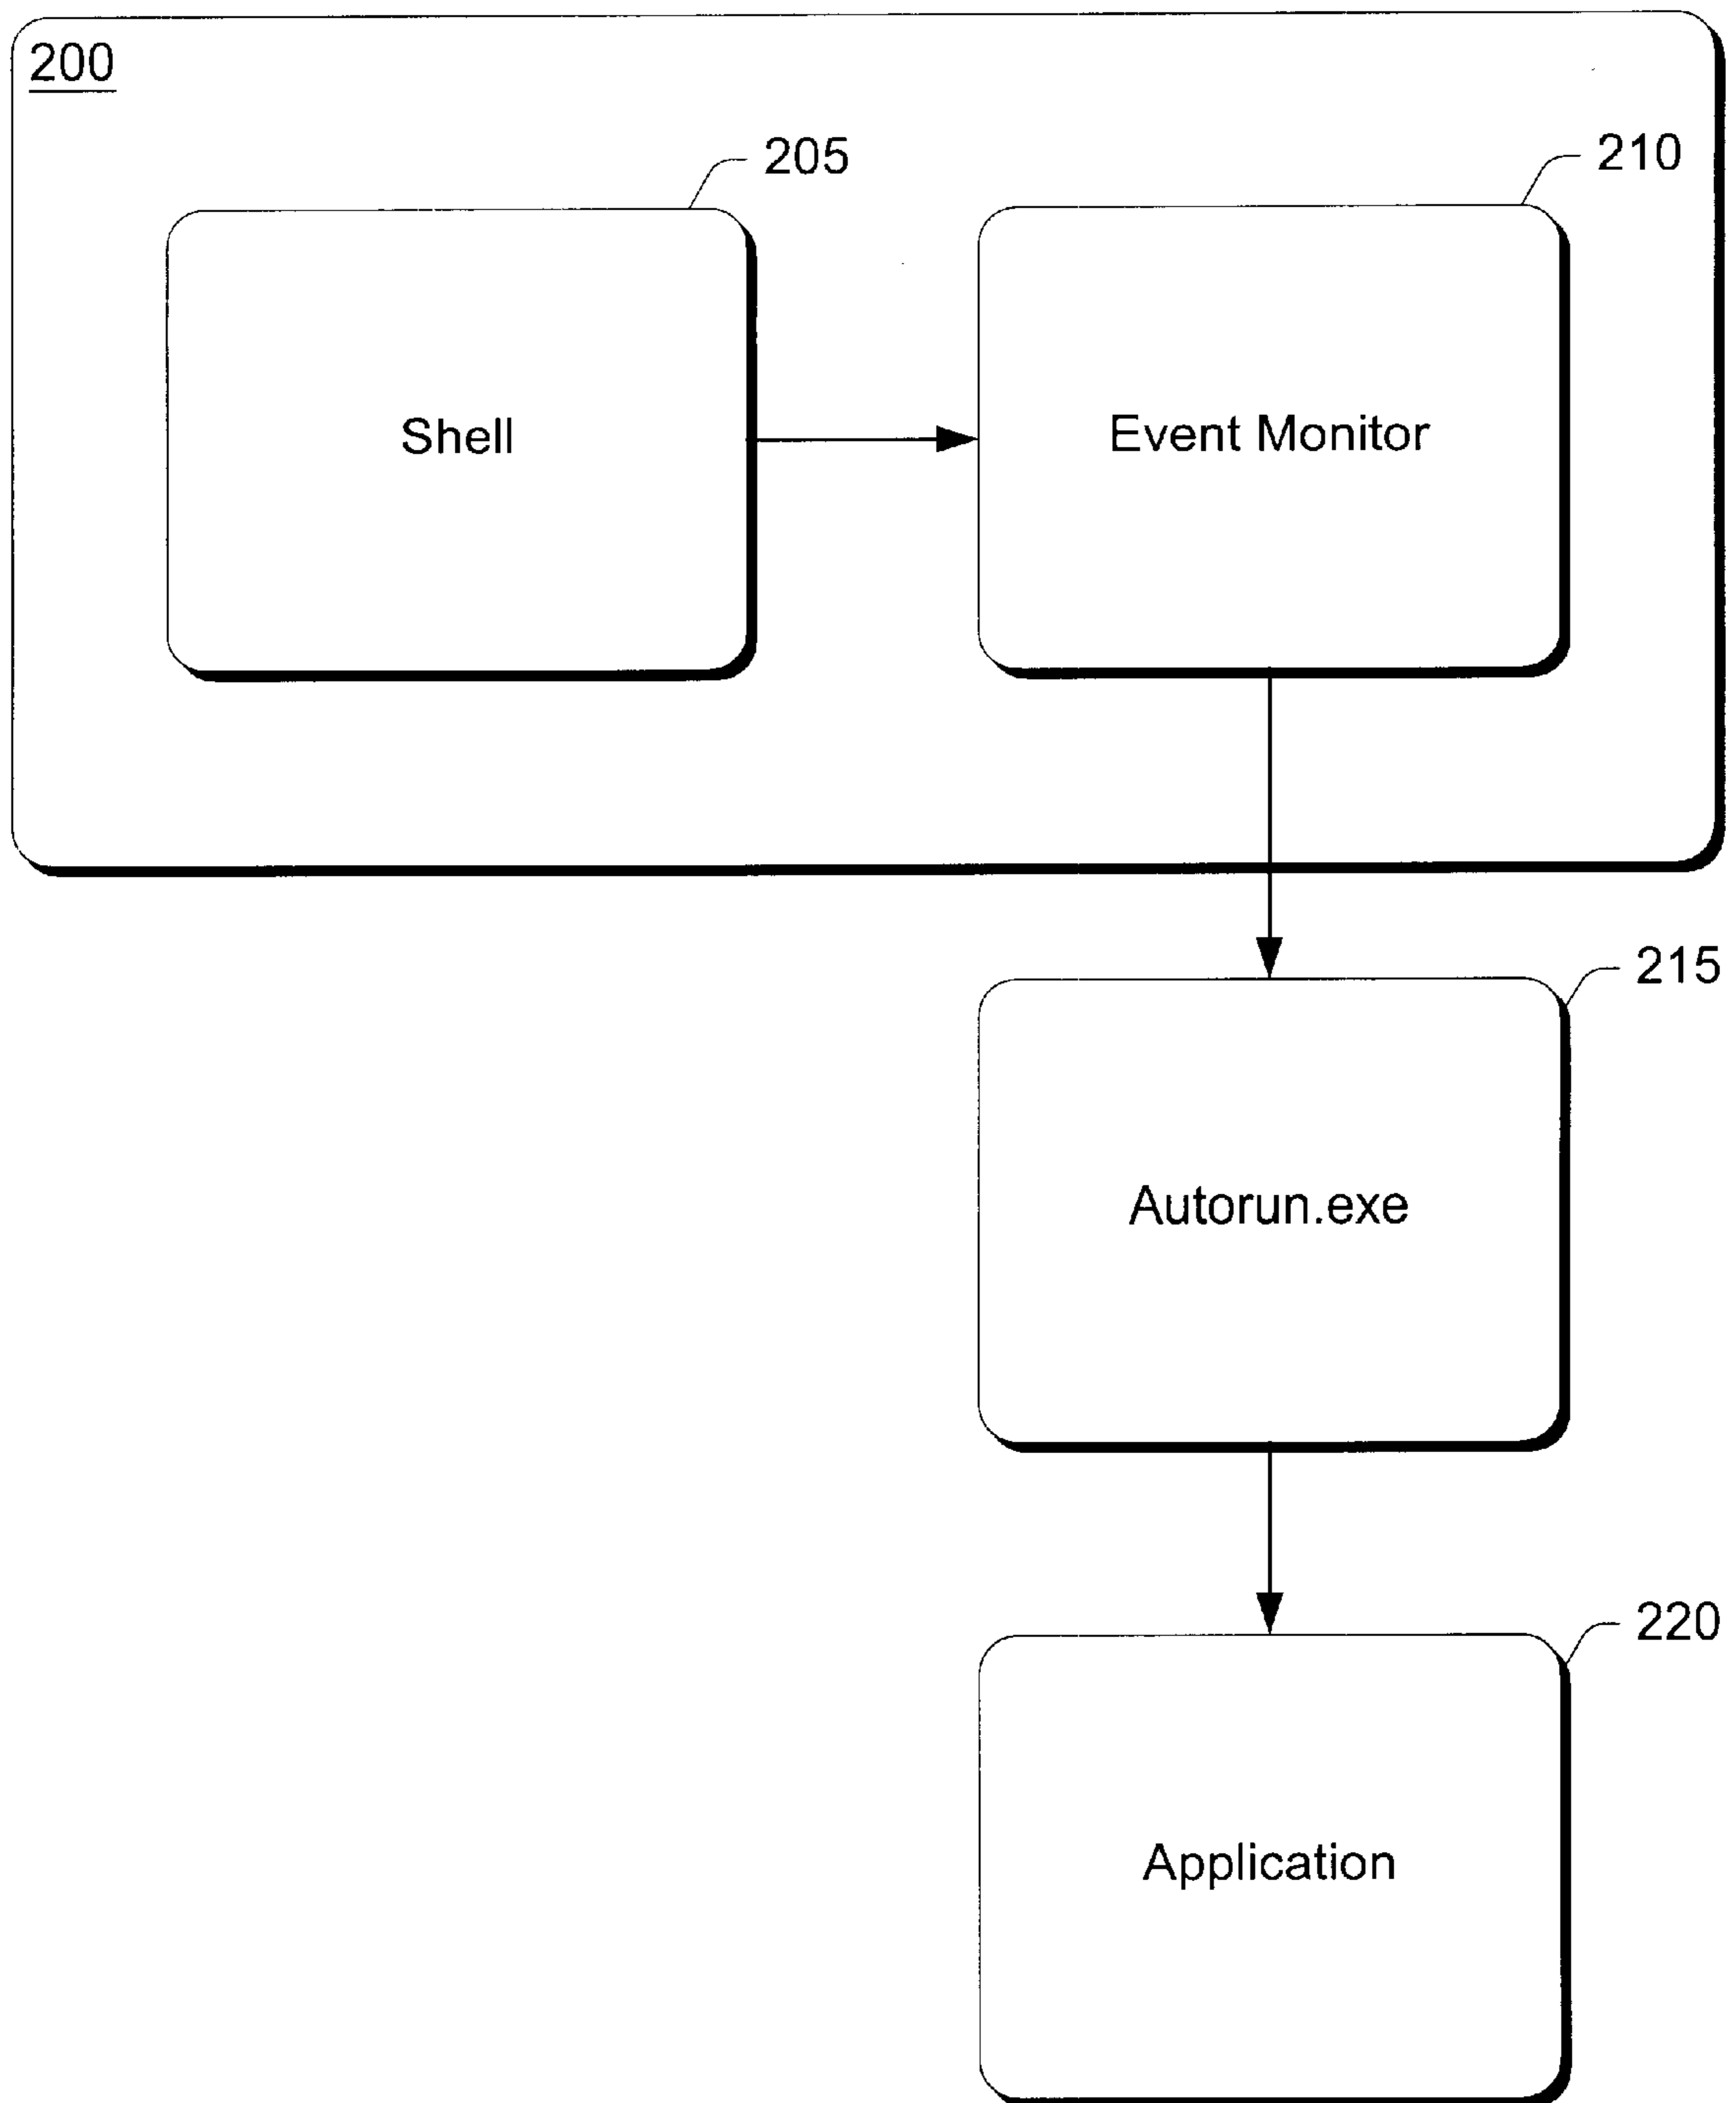 200
205
210
Shell
Event Monitor
215
Autorun.exe
220
Application